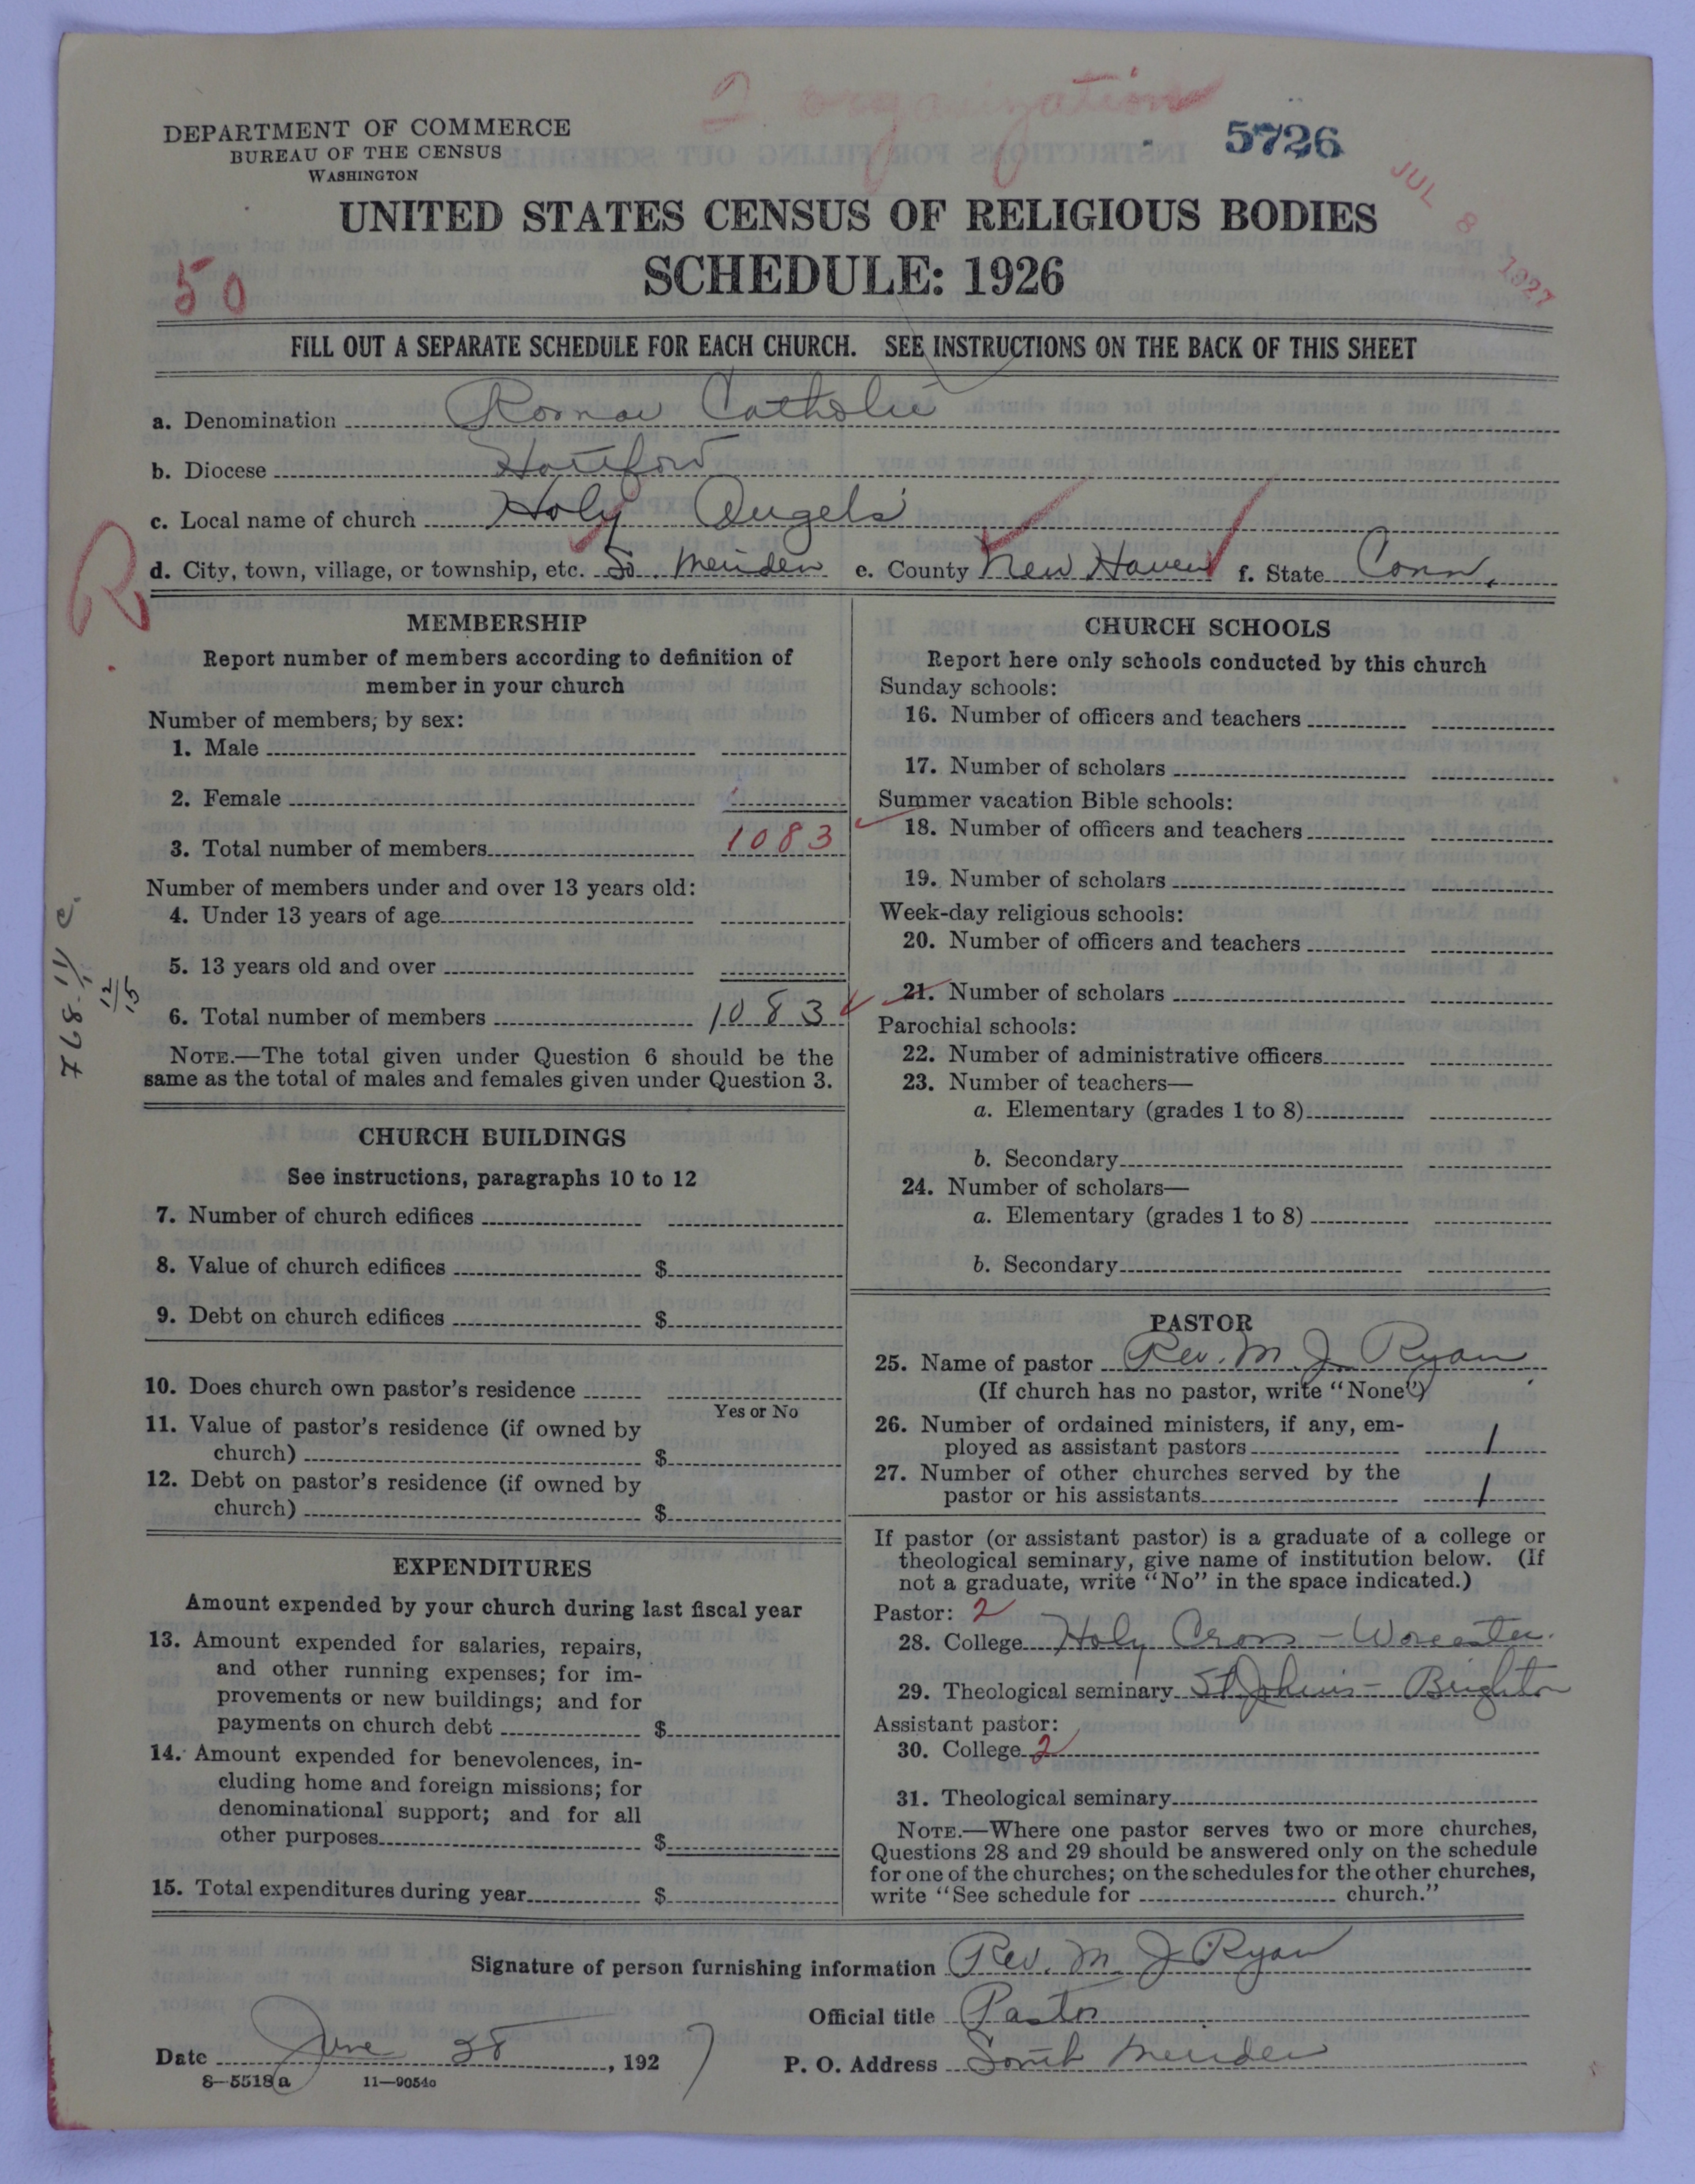 2 organization
DEPARTMENT OF COMMERCE
BUREAU OF THE CENSUS
WASHINGTON
5726
JUL 8 1927
UNITED STATES CENSUS OF RELIGIOUS BODIES
SCHEDULE: 1926
50
FILL OUT A SEPARATE SCHEDULE FOR EACH CHURCH. SEE INSTRUCTIONS ON THE BACK OF THIS SHEET
a. Denomination Roman Catholic
b. Diocese Hartford
c. Local name of church Holy Angels'
d. City, town, village, or township, etc. So. Meriden e. County New Haven f. State Conn.
R
MEMBERSHIP
Report number of members according to definition of
member in your church
Number of members, by sex:
1. Male
2. Female
3. Total number of members 1083
Number of members under and over 13 years old:
4. Under 13 years of age
5. 13 years old and over
6. Total number of members 1083
NOTE.—The total given under Question 6 should be the
same as the total of males and females given under Question 3.
CHURCH BUILDINGS
See instructions, paragraphs 10 to 12
7. Number of church edifices
8. Value of church edifices $
9. Debt on church edifices $
10. Does church own pastor's residence
Yes or No
11. Value of pastor's residence (if owned by
church) $
12. Debt on pastor's residence (if owned by
church) $
EXPENDITURES
Amount expended by your church during last fiscal year
13. Amount expended for salaries, repairs,
and other running expenses; for im-
provements or new buildings; and for
payments on church debt $
14. Amount expended for benevolences, in-
cluding home and foreign missions; for
denominational support; and for all
other purposes $
15. Total expenditures during year $
CHURCH SCHOOLS
Report here only schools conducted by this church
Sunday schools:
16. Number of officers and teachers
17. Number of scholars
Summer vacation Bible schools:
18. Number of officers and teachers
19. Number of scholars
Week-day religious schools:
20. Number of officers and teachers
21. Number of scholars
Parochial schools:
22. Number of administrative officers
23. Number of teachers—
a. Elementary (grades 1 to 8)
b. Secondary
24. Number of scholars—
a. Elementary (grades 1 to 8)
b. Secondary
PASTOR
25. Name of pastor Rev. M. J. Ryan
(If church has no pastor, write "None")
26. Number of ordained ministers, if any, em-
ployed as assistant pastors 1
27. Number of other churches served by the
pastor or his assistants 1
If pastor (or assistant pastor) is a graduate of a college or
theological seminary, give name of institution below. (If
not a graduate, write "No" in the space indicated.)
Pastor: 2
28. College Holy Cross - Worcester.
29. Theological seminary St Johns - Brighton
Assistant pastor:
30. College 2
31. Theological seminary
NOTE.—Where one pastor serves two or more churches,
Questions 28 and 29 should be answered only on the schedule
for one of the churches; on the schedules for the other churches,
write "See schedule for church."
Signature of person furnishing information Rev. M. J. Ryan
Official title Pastor
Date June 28, 1927
P. O. Address South Meriden
8—5518a 11—9054c